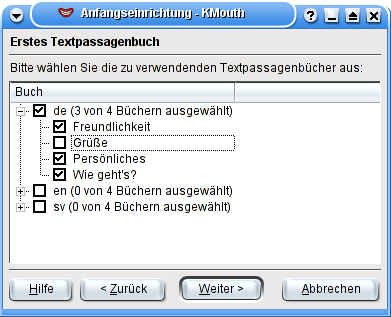 Anfangseinrichtung - KMouth
Erstes Textpassagenbuch
Bitte wählen Sie die zu verwendenden Textpassagenbücher aus:
Buch
de (3 von 4 Büchern ausgewählt)
Freundlichkeit
Grüße
Persönliches
Wie geht's?
en (0 von 4 Büchern ausgewählt)
sv (0 von 4 Büchern ausgewählt)
Hilfe
< Zurück
Weiter >
Abbrechen